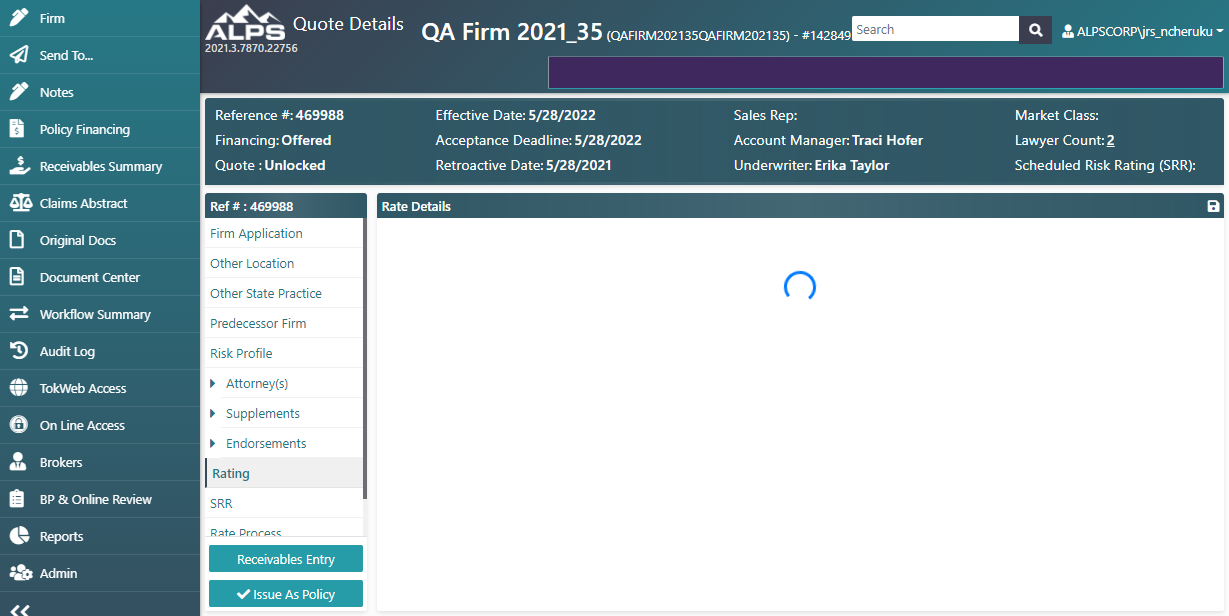 Firm
Send To...
Notes
Policy Financing
Receivables Summary
Claims Abstract
Original Docs
Document Center
Workflow Summary
Audit Log
TokWeb Access
On Line Access
Brokers
BP & Online Review
Reports
Admin
ALPS
2021.3.7870.22756
Quote Details
QA Firm 2021_35 (QAFIRM202135QAFIRM202135) - #142849
Search
ALPSCORP\jrs_ncheruku
Reference #: 469988
Financing: Offered
Quote : Unlocked
Effective Date: 5/28/2022
Acceptance Deadline: 5/28/2022
Retroactive Date: 5/28/2021
Sales Rep:
Account Manager: Traci Hofer
Underwriter: Erika Taylor
Market Class:
Lawyer Count: 2
Scheduled Risk Rating (SRR):
Ref # : 469988
Firm Application
Other Location
Other State Practice
Predecessor Firm
Risk Profile
Attorney(s)
Supplements
Endorsements
Rating
SRR
Rate Process
Receivables Entry
Issue As Policy
Rate Details